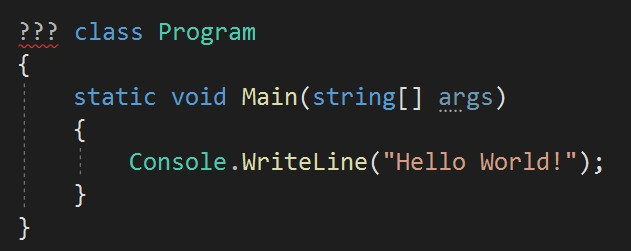 ??? class Program
{
static void Main(string[] args)
{
Console.WriteLine("Hello World!");
}
}